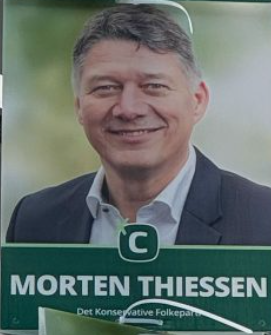 C
MORTEN THIESSEN
Det Konservative Folkeparti